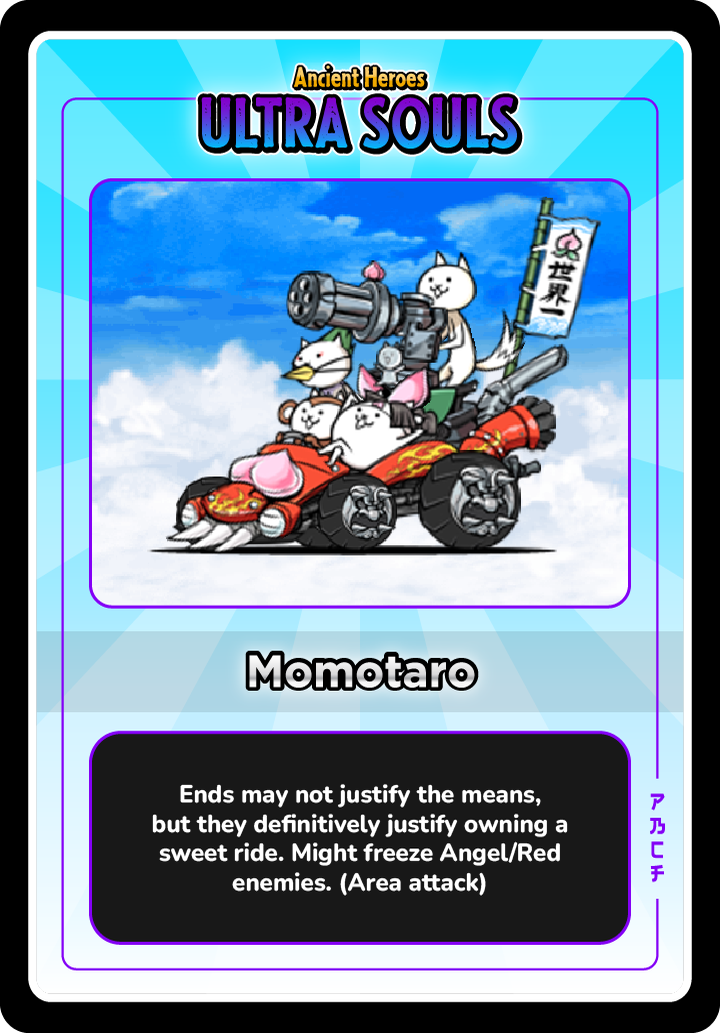 Ancient Heroes
ULTRA SOULS
世界一
Momotaro
Ends may not justify the means,
but they definitively justify owning a
sweet ride. Might freeze Angel/Red
enemies. (Area attack)
ア乃匚チ